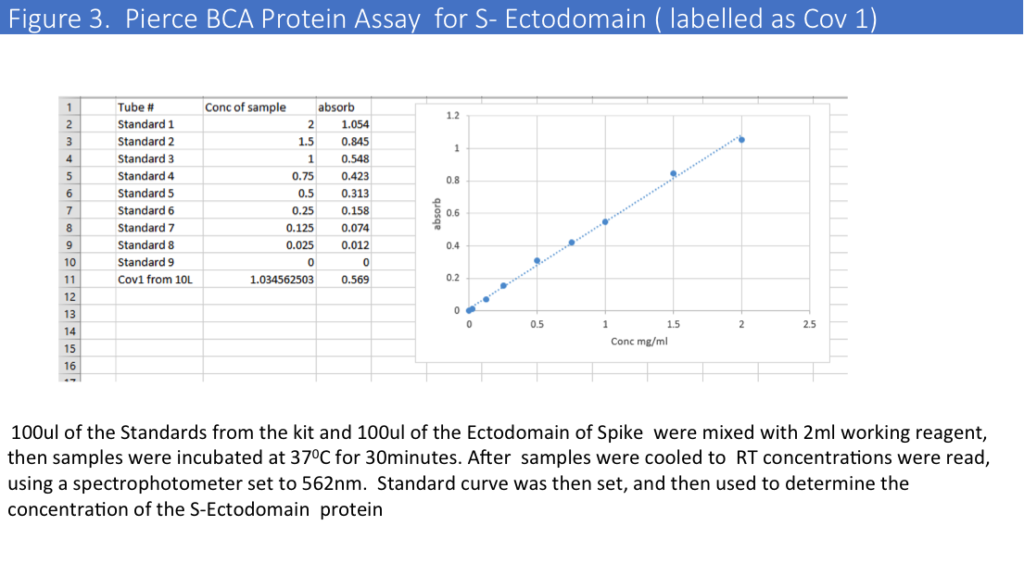 Figure 3. Pierce BCA Protein Assay for S- Ectodomain ( labelled as Cov 1)
1 Tube # Conc of sample absorb
2 Standard 1 2 1.054
3 Standard 2 1.5 0.845
4 Standard 3 1 0.548
5 Standard 4 0.75 0.423
6 Standard 5 0.5 0.313
7 Standard 6 0.25 0.158
8 Standard 7 0.125 0.074
9 Standard 8 0.025 0.012
10 Standard 9 0 0
11 Cov1 from 10L 1.034562503 0.569
12
13
14
15
16
1.2
1
0.8
0.6
0.4
0.2
0
absorb
0 0.5 1 1.5 2 2.5
Conc mg/ml
100ul of the Standards from the kit and 100ul of the Ectodomain of Spike were mixed with 2ml working reagent,
then samples were incubated at 37⁰C for 30minutes. After samples were cooled to RT concentrations were read,
using a spectrophotometer set to 562nm. Standard curve was then set, and then used to determine the
concentration of the S-Ectodomain protein